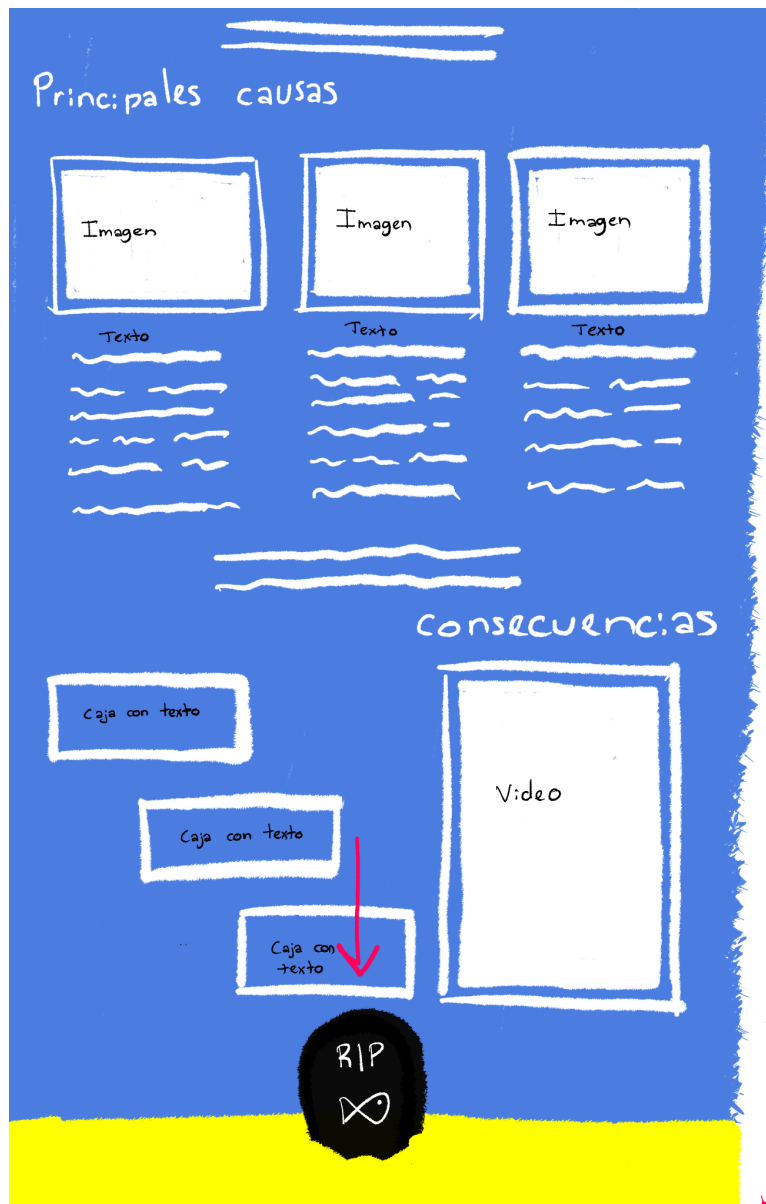 Principales causas
Imagen
Imagen
Imagen
Texto
Texto
Texto
consecuencias
Caja con texto
Video
Caja con texto
Caja con
texto
RIP